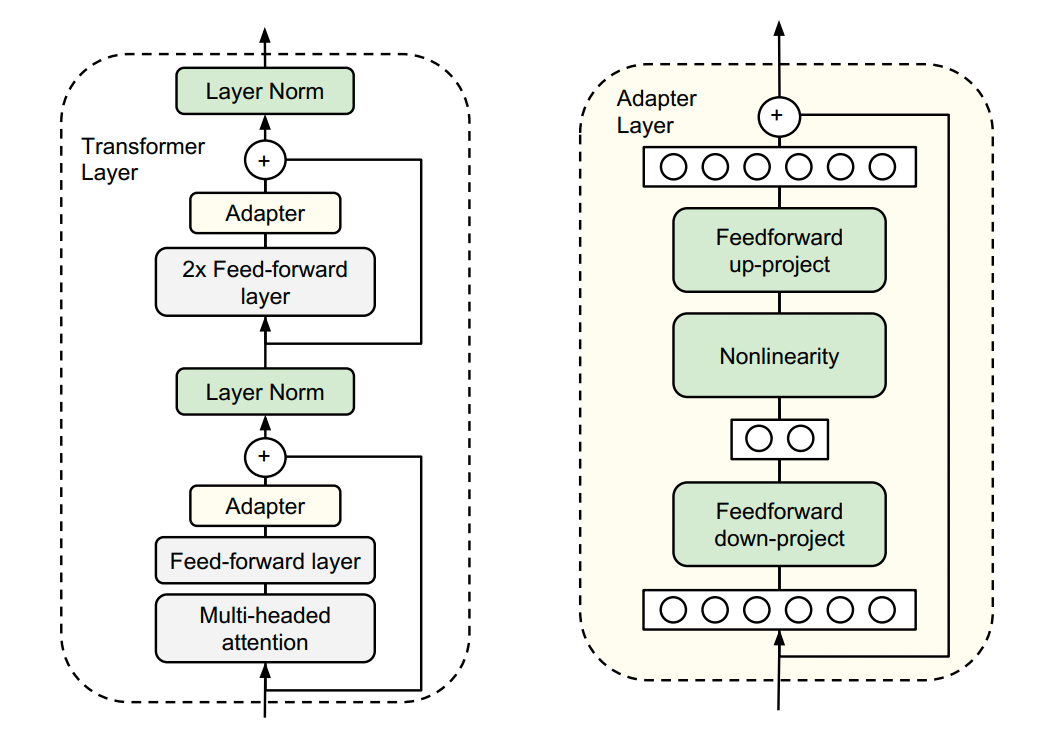 Layer Norm
Transformer
Layer
+
Adapter
2x Feed-forward
layer
Layer Norm
+
Adapter
Feed-forward layer
Multi-headed
attention
Adapter
Layer
+
Feedforward
up-project
Nonlinearity
Feedforward
down-project